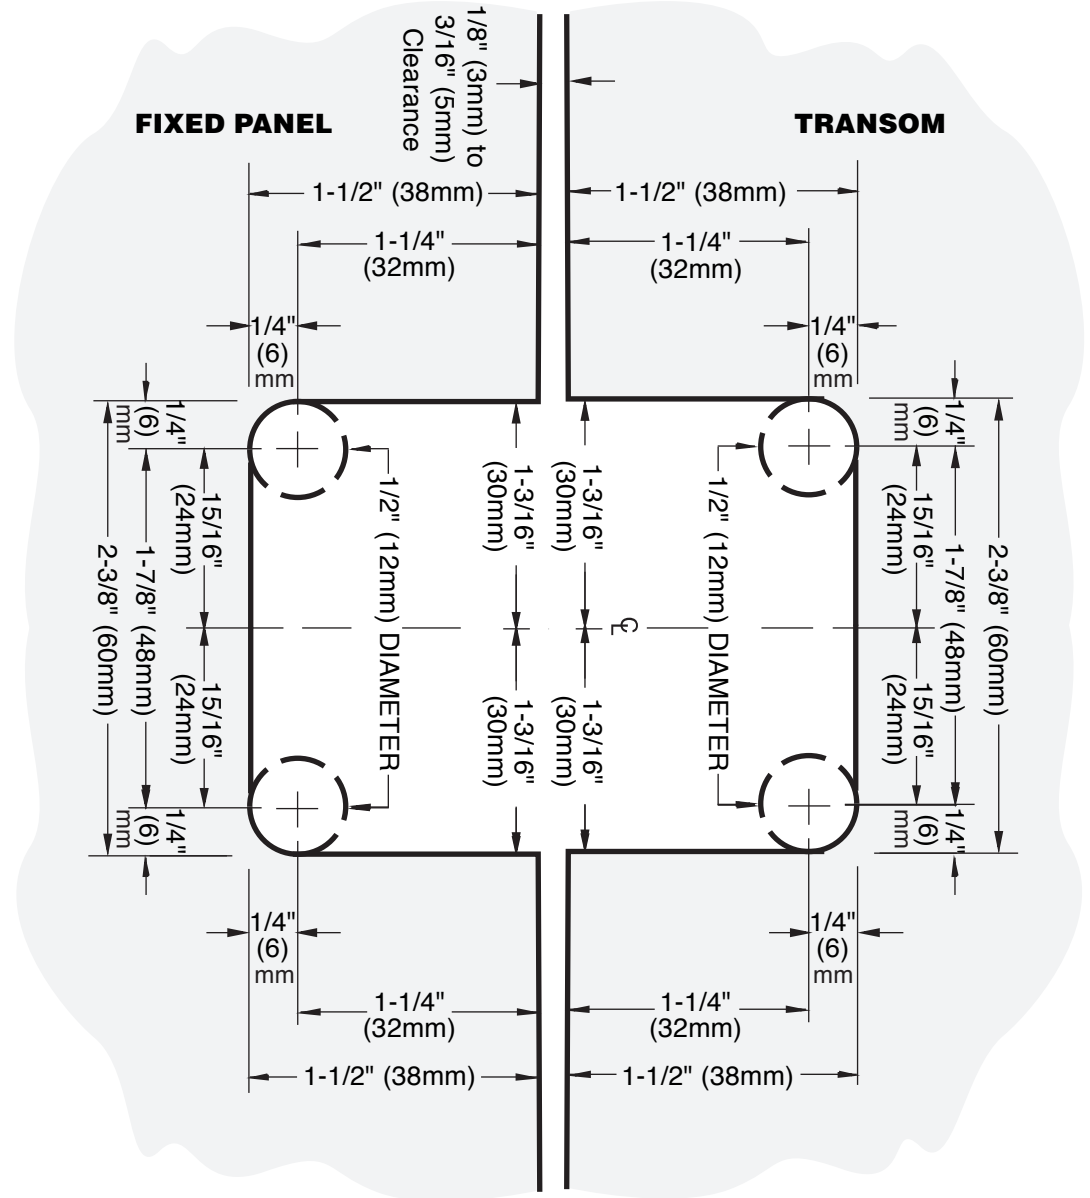 1/8" (3mm) to
3/16" (5mm)
Clearance
FIXED PANEL
TRANSOM
1-1/2" (38mm)
1-1/2" (38mm)
1-1/4"
(32mm)
1-1/4"
(32mm)
1/4"
(6)
mm
1/4"
(6)
mm
1/4"
(6)
mm
1/4"
(6)
mm
2-3/8" (60mm)
1-7/8" (48mm)
15/16"
(24mm)
1/2" (12mm) DIAMETER
1-3/16"
(30mm)
1-3/16"
(30mm)
1/2" (12mm) DIAMETER
15/16"
(24mm)
1-7/8" (48mm)
2-3/8" (60mm)
CL
15/16"
(24mm)
1-3/16"
(30mm)
1-3/16"
(30mm)
15/16"
(24mm)
1/4"
(6)
mm
1/4"
(6)
mm
1/4"
(6)
mm
1/4"
(6)
mm
1-1/4"
(32mm)
1-1/4"
(32mm)
1-1/2" (38mm)
1-1/2" (38mm)